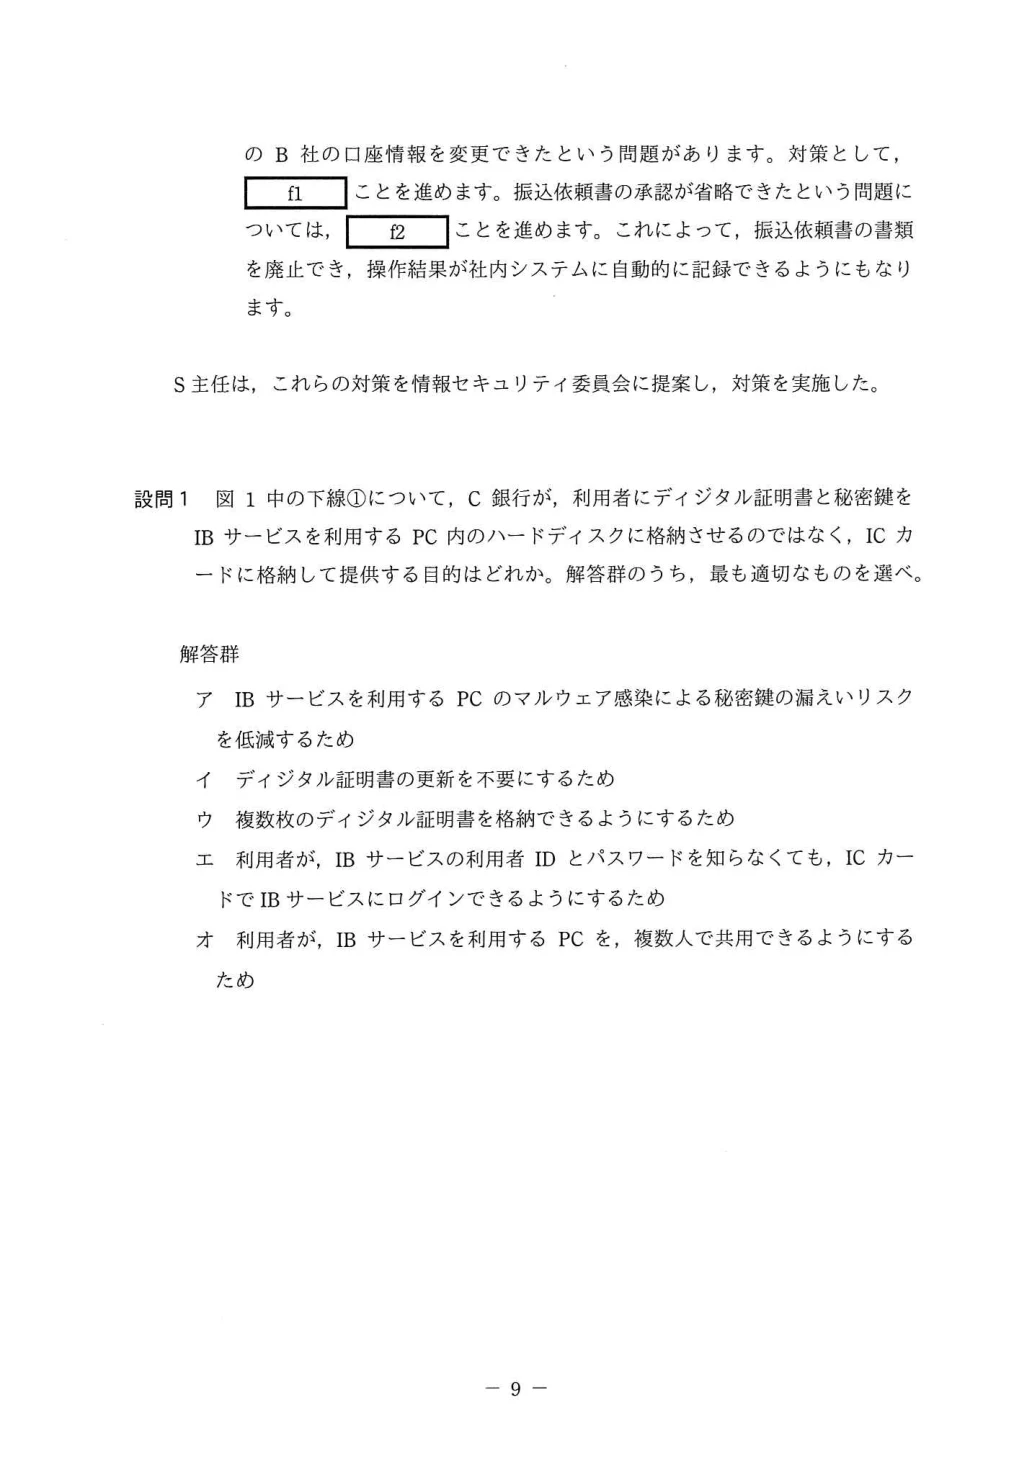 の B 社の口座情報を変更できたという問題があります。対策として，
f1 ことを進めます。振込依頼書の承認が省略できたという問題に
ついては， f2 ことを進めます。これによって，振込依頼書の書類
を廃止でき，操作結果が社内システムに自動的に記録できるようにもなり
ます。
S 主任は，これらの対策を情報セキュリティ委員会に提案し，対策を実施した。
設問1 図 1 中の下線①について，C 銀行が，利用者にディジタル証明書と秘密鍵を
IB サービスを利用する PC 内のハードディスクに格納させるのではなく，IC カ
ードに格納して提供する目的はどれか。解答群のうち，最も適切なものを選べ。
解答群
ア IB サービスを利用する PC のマルウェア感染による秘密鍵の漏えいリスク
を低減するため
イ ディジタル証明書の更新を不要にするため
ウ 複数枚のディジタル証明書を格納できるようにするため
エ 利用者が，IB サービスの利用者 ID とパスワードを知らなくても，IC カー
ドで IB サービスにログインできるようにするため
オ 利用者が，IB サービスを利用する PC を，複数人で共用できるようにする
ため
－ 9 －